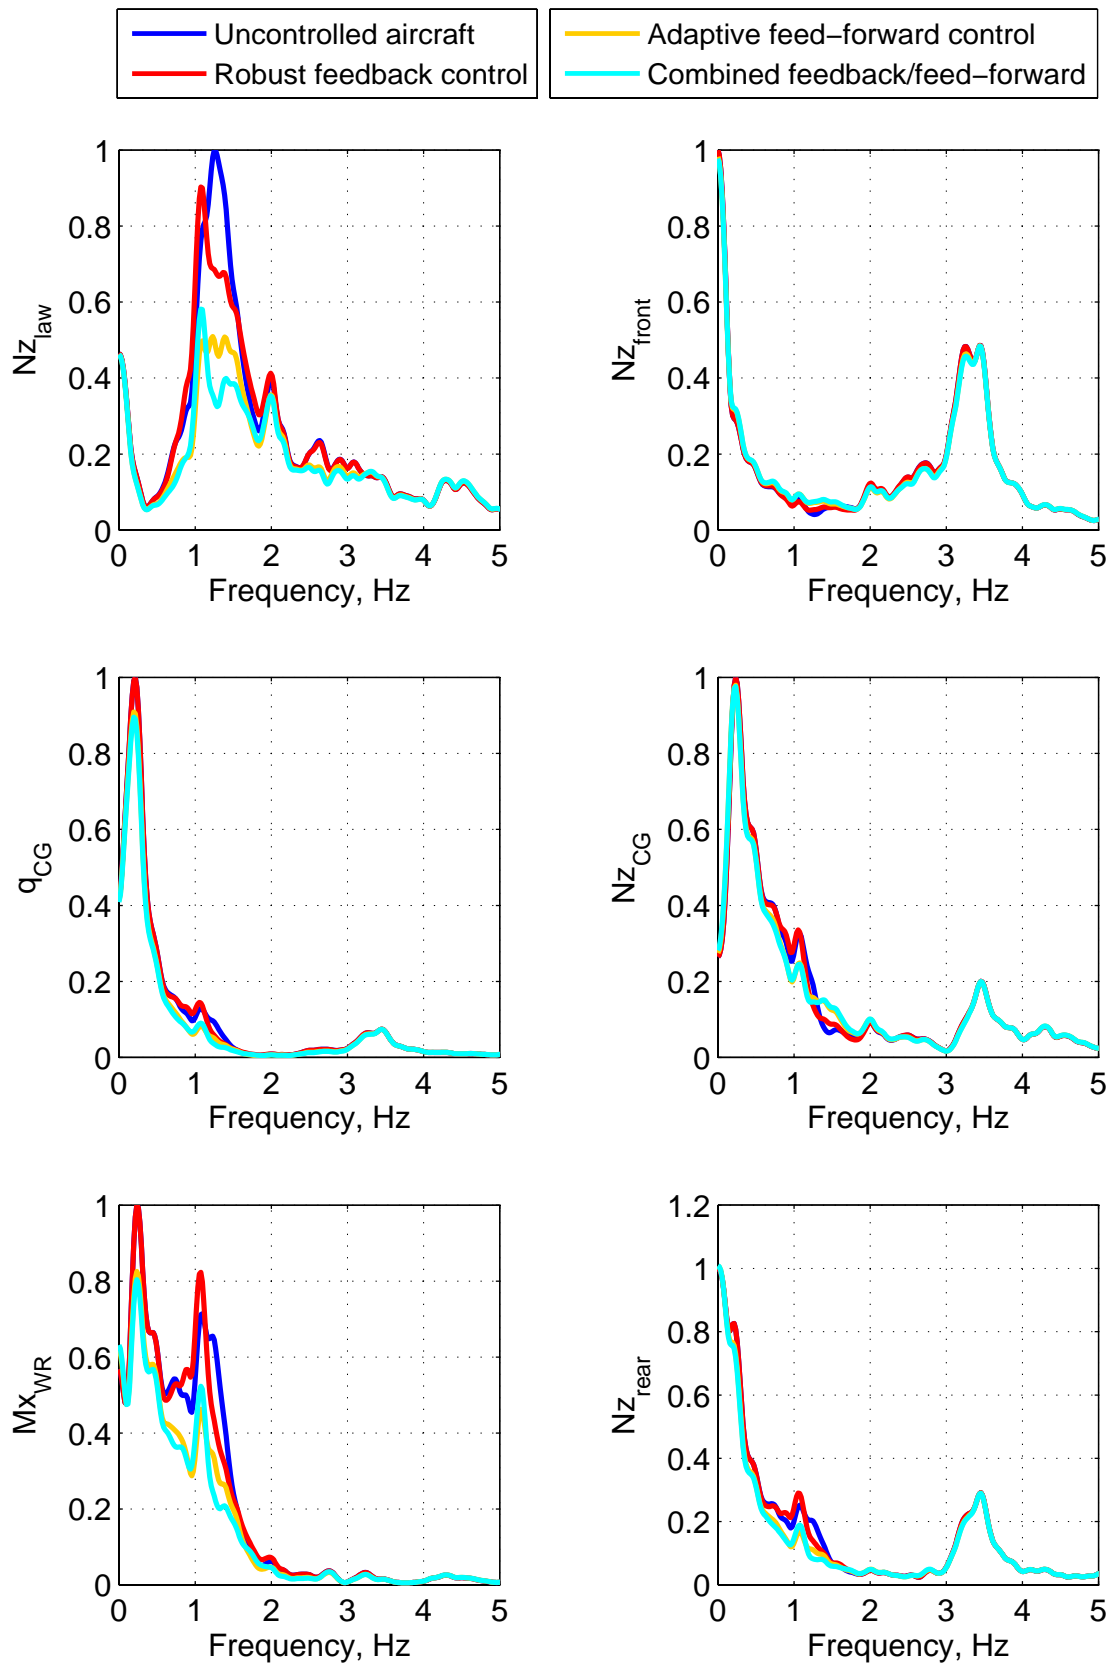 Uncontrolled aircraft
Robust feedback control
Adaptive feed−forward control
Combined feedback/feed−forward
1
0.8
0.6
0.4
0.2
0
0 1 2 3 4 5
Frequency, Hz
Nz_law
1
0.8
0.6
0.4
0.2
0
0 1 2 3 4 5
Frequency, Hz
Nz_front
1
0.8
0.6
0.4
0.2
0
0 1 2 3 4 5
Frequency, Hz
q_CG
1
0.8
0.6
0.4
0.2
0
0 1 2 3 4 5
Frequency, Hz
Nz_CG
1
0.8
0.6
0.4
0.2
0
0 1 2 3 4 5
Frequency, Hz
Mx_WR
1.2
1
0.8
0.6
0.4
0.2
0
0 1 2 3 4 5
Frequency, Hz
Nz_rear